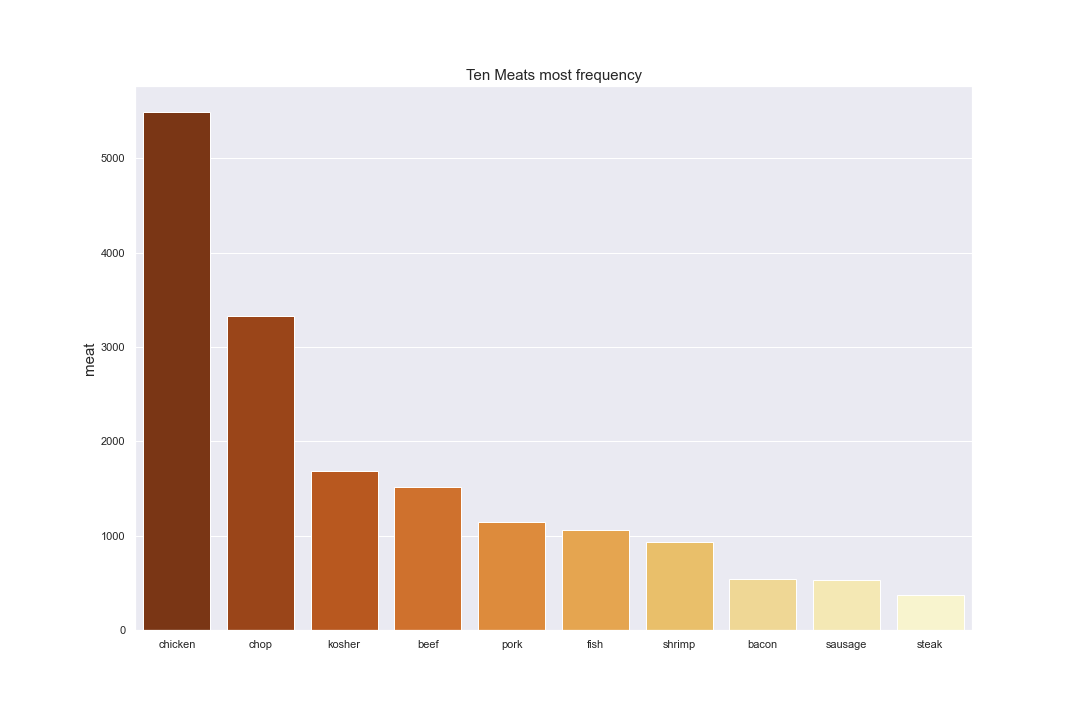 Ten Meats most frequency
5000
4000
3000
2000
1000
0
meat
chicken chop kosher beef pork fish shrimp bacon sausage steak